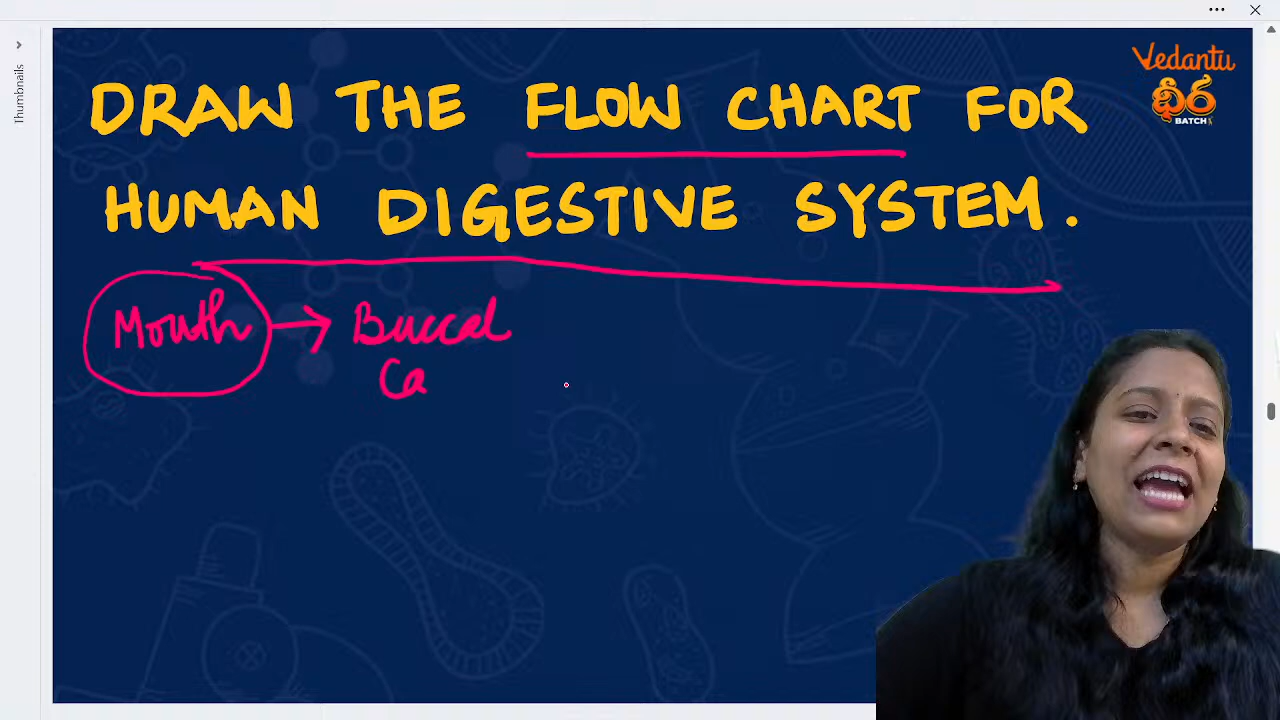 Thumbnails
Vedantu
ధీర
BATCH
DRAW THE FLOW CHART FOR
HUMAN DIGESTIVE SYSTEM.
Mouth → Buccal
Ca